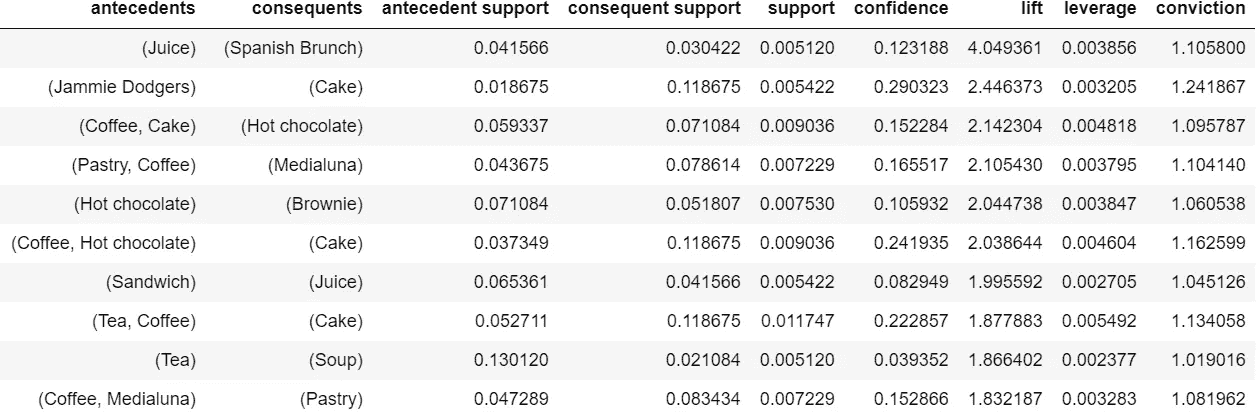 antecedents consequents antecedent support consequent support support confidence lift leverage conviction
(Juice) (Spanish Brunch) 0.041566 0.030422 0.005120 0.123188 4.049361 0.003856 1.105800
(Jammie Dodgers) (Cake) 0.018675 0.118675 0.005422 0.290323 2.446373 0.003205 1.241867
(Coffee, Cake) (Hot chocolate) 0.059337 0.071084 0.009036 0.152284 2.142304 0.004818 1.095787
(Pastry, Coffee) (Medialuna) 0.043675 0.078614 0.007229 0.165517 2.105430 0.003795 1.104140
(Hot chocolate) (Brownie) 0.071084 0.051807 0.007530 0.105932 2.044738 0.003847 1.060538
(Coffee, Hot chocolate) (Cake) 0.037349 0.118675 0.009036 0.241935 2.038644 0.004604 1.162599
(Sandwich) (Juice) 0.065361 0.041566 0.005422 0.082949 1.995592 0.002705 1.045126
(Tea, Coffee) (Cake) 0.052711 0.118675 0.011747 0.222857 1.877883 0.005492 1.134058
(Tea) (Soup) 0.130120 0.021084 0.005120 0.039352 1.866402 0.002377 1.019016
(Coffee, Medialuna) (Pastry) 0.047289 0.083434 0.007229 0.152866 1.832187 0.003283 1.081962